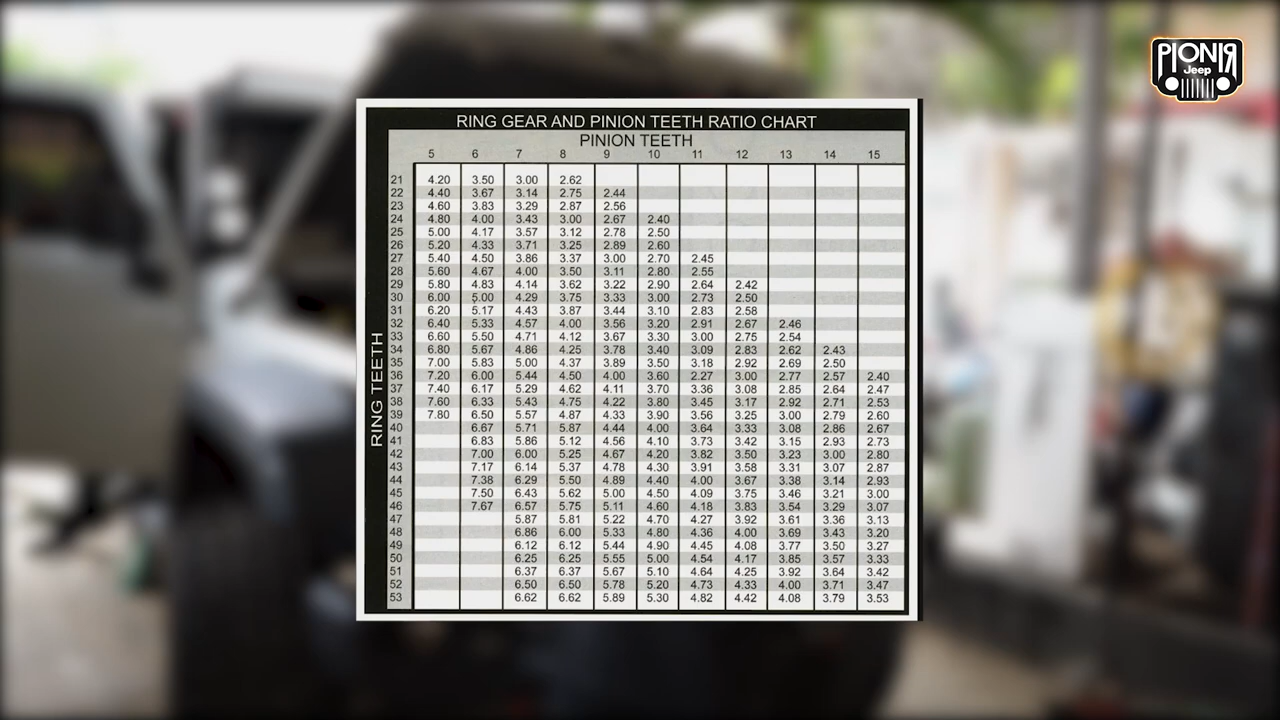 PIONIR
Jeep
RING GEAR AND PINION TEETH RATIO CHART
PINION TEETH
5 6 7 8 9 10 11 12 13 14 15
RING TEETH
21 4.20 3.50 3.00 2.62
22 4.40 3.67 3.14 2.75 2.44
23 4.60 3.83 3.29 2.87 2.56
24 4.80 4.00 3.43 3.00 2.67 2.40
25 5.00 4.17 3.57 3.12 2.78 2.50
26 5.20 4.33 3.71 3.25 2.89 2.60
27 5.40 4.50 3.86 3.37 3.00 2.70 2.45
28 5.60 4.67 4.00 3.50 3.11 2.80 2.55
29 5.80 4.83 4.14 3.62 3.22 2.90 2.64 2.42
30 6.00 5.00 4.29 3.75 3.33 3.00 2.73 2.50
31 6.20 5.17 4.43 3.87 3.44 3.10 2.83 2.58
32 6.40 5.33 4.57 4.00 3.56 3.20 2.91 2.67 2.46
33 6.60 5.50 4.71 4.12 3.67 3.30 3.00 2.75 2.54
34 6.80 5.67 4.86 4.25 3.78 3.40 3.09 2.83 2.62 2.43
35 7.00 5.83 5.00 4.37 3.89 3.50 3.18 2.92 2.69 2.50
36 7.20 6.00 5.44 4.50 4.00 3.60 2.27 3.00 2.77 2.57 2.40
37 7.40 6.17 5.29 4.62 4.11 3.70 3.36 3.08 2.85 2.64 2.47
38 7.60 6.33 5.43 4.75 4.22 3.80 3.45 3.17 2.92 2.71 2.53
39 7.80 6.50 5.57 4.87 4.33 3.90 3.56 3.25 3.00 2.79 2.60
40 6.67 5.71 5.87 4.44 4.00 3.64 3.33 3.08 2.86 2.67
41 6.83 5.86 5.12 4.56 4.10 3.73 3.42 3.15 2.93 2.73
42 7.00 6.00 5.25 4.67 4.20 3.82 3.50 3.23 3.00 2.80
43 7.17 6.14 5.37 4.78 4.30 3.91 3.58 3.31 3.07 2.87
44 7.38 6.29 5.50 4.89 4.40 4.00 3.67 3.38 3.14 2.93
45 7.50 6.43 5.62 5.00 4.50 4.09 3.75 3.46 3.21 3.00
46 7.67 6.57 5.75 5.11 4.60 4.18 3.83 3.54 3.29 3.07
47 5.87 5.81 5.22 4.70 4.27 3.92 3.61 3.36 3.13
48 6.86 6.00 5.33 4.80 4.36 4.00 3.69 3.43 3.20
49 6.12 6.12 5.44 4.90 4.45 4.08 3.77 3.50 3.27
50 6.25 6.25 5.55 5.00 4.54 4.17 3.85 3.57 3.33
51 6.37 6.37 5.67 5.10 4.64 4.25 3.92 3.64 3.42
52 6.50 6.50 5.78 5.20 4.73 4.33 4.00 3.71 3.47
53 6.62 6.62 5.89 5.30 4.82 4.42 4.08 3.79 3.53